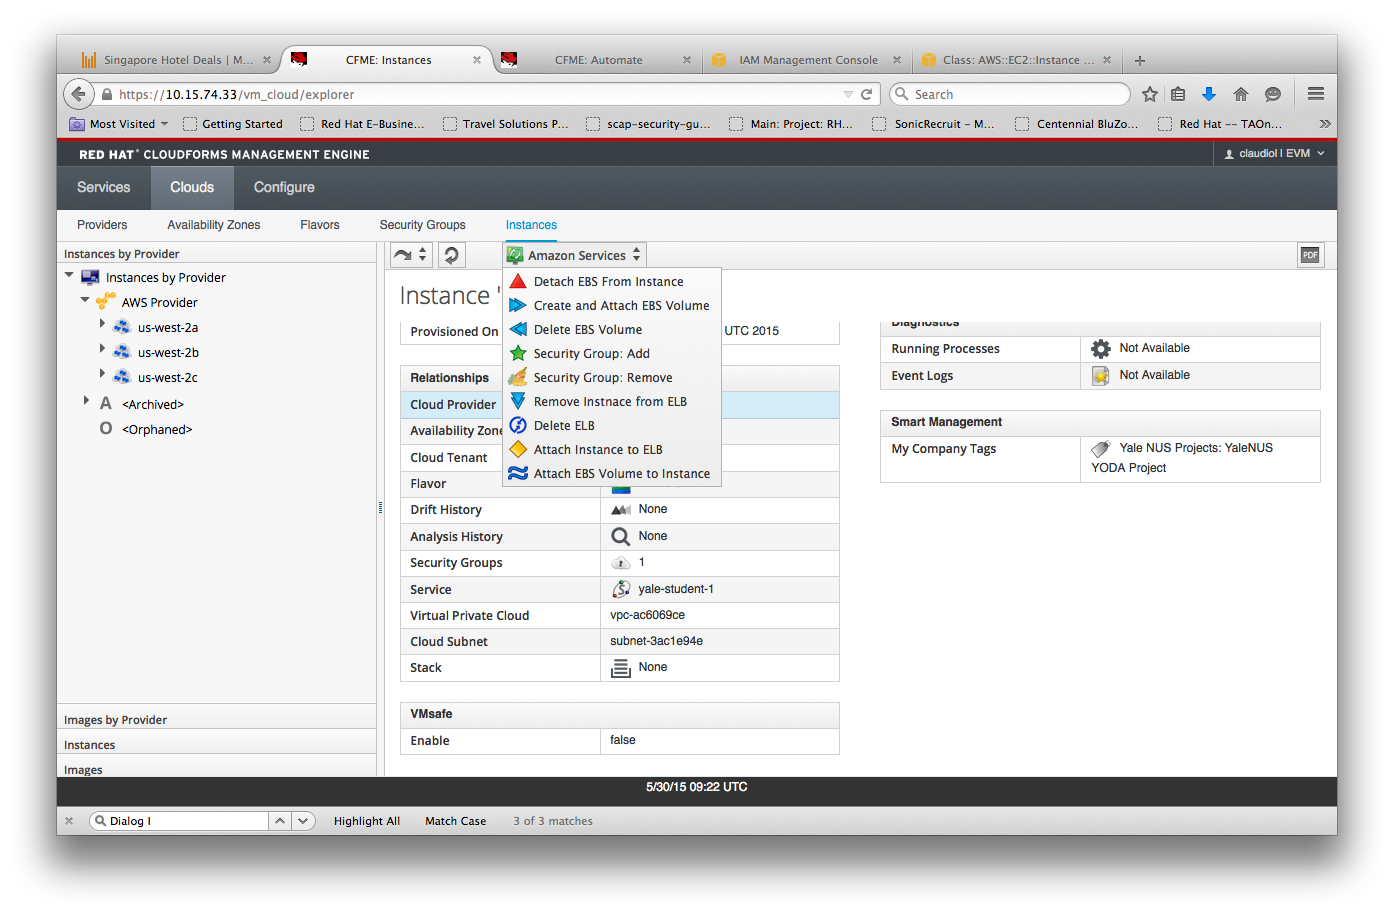 Singapore Hotel Deals | M...
CFME: Instances
CFME: Automate
IAM Management Console
Class: AWS::EC2::Instance ...
https://10.15.74.33/vm_cloud/explorer
Search
Most Visited
Getting Started
Red Hat E-Busine...
Travel Solutions P...
scap-security-gu...
Main: Project: RH...
SonicRecruit - M...
Centennial BluZo...
Red Hat -- TAOn...
RED HAT® CLOUDFORMS MANAGEMENT ENGINE
claudiol | EVM
Services
Clouds
Configure
Providers
Availability Zones
Flavors
Security Groups
Instances
Instances by Provider
Instances by Provider
AWS Provider
us-west-2a
us-west-2b
us-west-2c
A <Archived>
O <Orphaned>
Images by Provider
Instances
Images
Amazon Services
PDF
Detach EBS From Instance
Create and Attach EBS Volume
Delete EBS Volume
Security Group: Add
Security Group: Remove
Remove Instnace from ELB
Delete ELB
Attach Instance to ELB
Attach EBS Volume to Instance
Instance "
Provisioned On
UTC 2015
Relationships
Cloud Provider
Availability Zone
Cloud Tenant
Flavor
Drift History
None
Analysis History
None
Security Groups
1
Service
yale-student-1
Virtual Private Cloud
vpc-ac6069ce
Cloud Subnet
subnet-3ac1e94e
Stack
None
VMsafe
Enable
false
Diagnostics
Running Processes
Not Available
Event Logs
Not Available
Smart Management
My Company Tags
Yale NUS Projects: YaleNUS
YODA Project
5/30/15 09:22 UTC
Dialog I
Highlight All
Match Case
3 of 3 matches